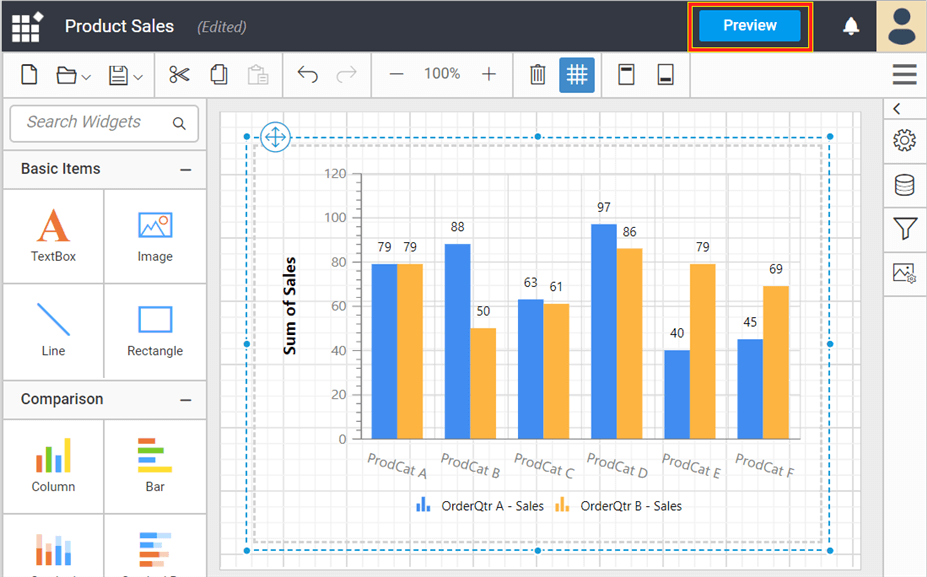 Product Sales (Edited) Preview
100%
Search Widgets
Basic Items
TextBox Image
Line Rectangle
Comparison
Column Bar
Sum of Sales
120
100
80
60
40
20
0
79 79 88 50 63 61 97 86 40 79 45 69
ProdCat A ProdCat B ProdCat C ProdCat D ProdCat E ProdCat F
OrderQtr A - Sales OrderQtr B - Sales